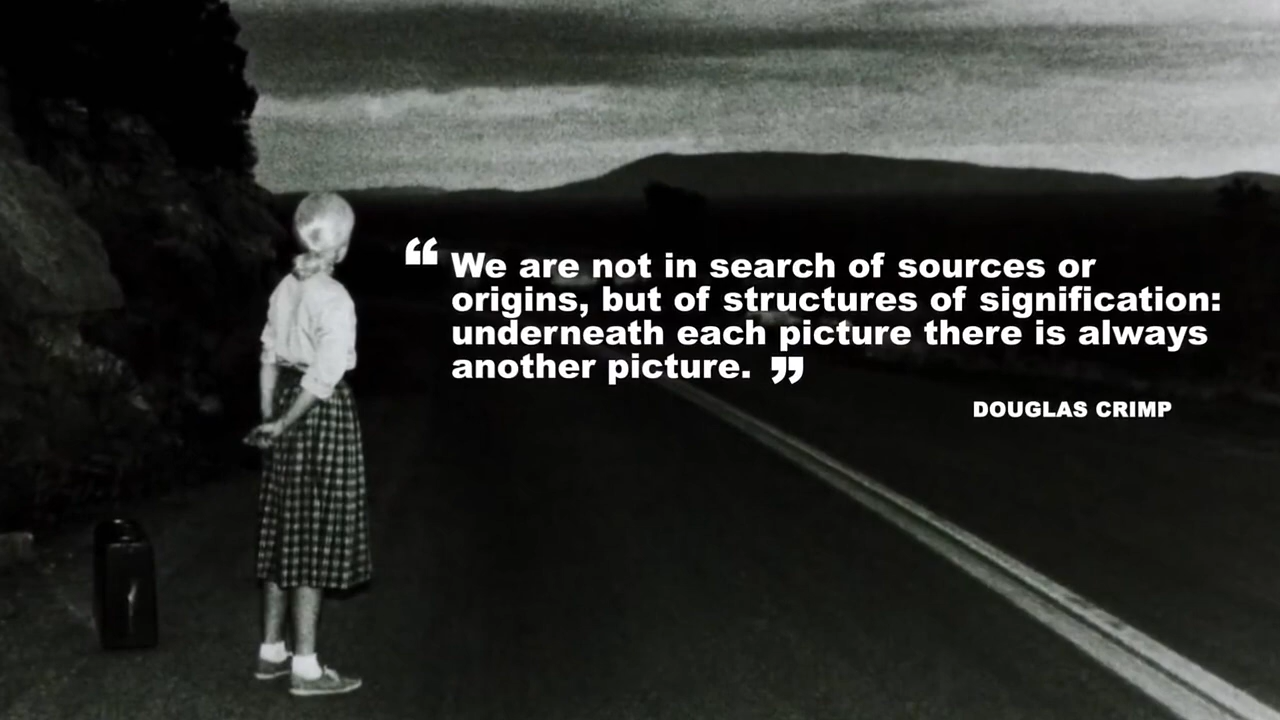 “ We are not in search of sources or
origins, but of structures of signification:
underneath each picture there is always
another picture. ”
DOUGLAS CRIMP